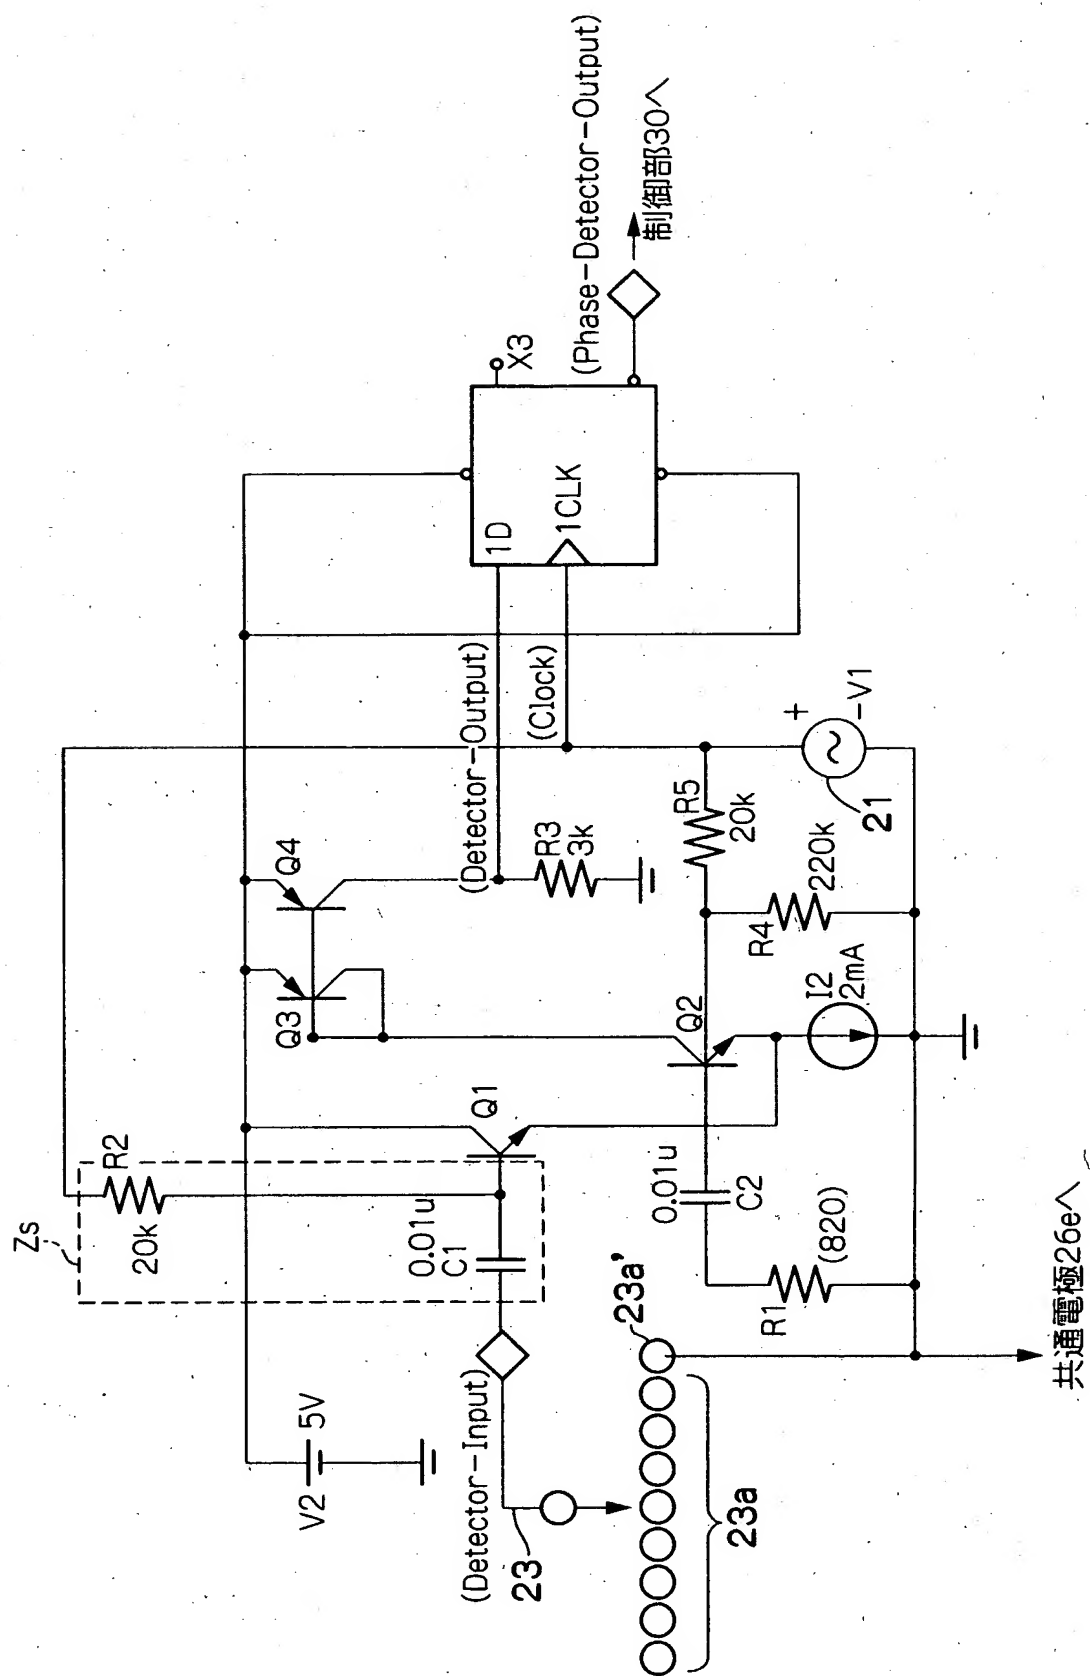 Zs
R2
20k
0.01u
C1
V2
5V
(Detector-Input)
23
23a
23a'
Q1
Q3
Q4
(Detector-Output)
R3
3k
(Clock)
1D
1CLK
X3
(Phase-Detector-Output)
制御部30へ
0.01u
C2
R1
(820)
Q2
I2
2mA
R4
220k
R5
20k
+
-V1
21
共通電極26eへ